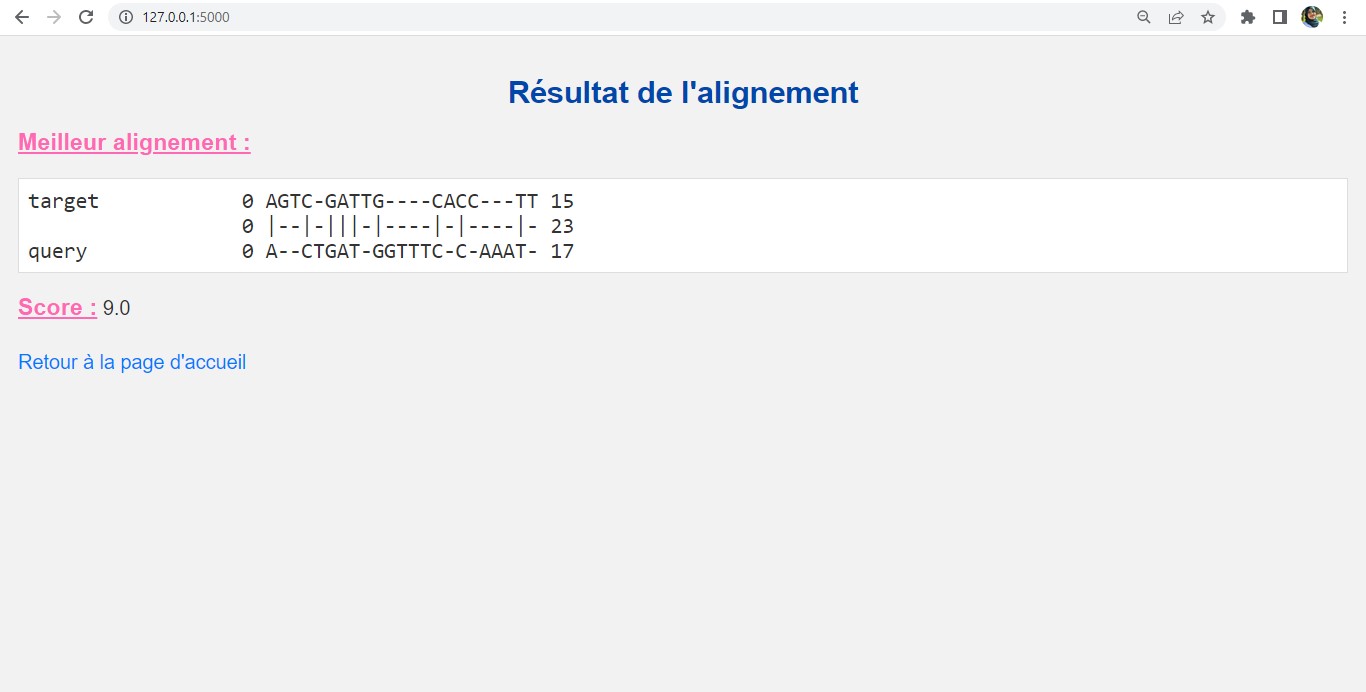 127.0.0.1:5000
Résultat de l'alignement
Meilleur alignement :
target 0 AGTC-GATTG----CACC---TT 15
0 |--|-|||-|----|-|----|- 23
query 0 A--CTGAT-GGTTTC-C-AAAT- 17
Score : 9.0
Retour à la page d'accueil